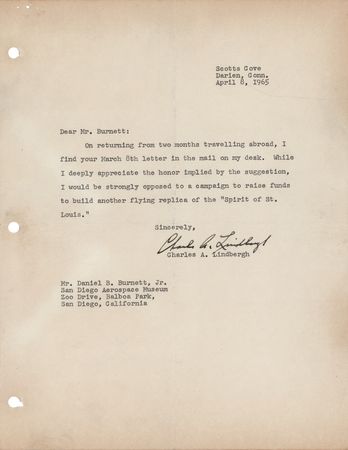 Scotts Cove
Darien, Conn.
April 8, 1965
Dear Mr. Burnett:
On returning from two months travelling abroad, I
find your March 8th letter in the mail on my desk. While
I deeply appreciate the honor implied by the suggestion,
I would be strongly opposed to a campaign to raise funds
to build another flying replica of the "Spirit of St.
Louis."
Sincerely,
Charles A. Lindbergh
Charles A. Lindbergh
Mr. Daniel B. Burnett, Jr.
San Diego Aerospace Museum
Zoo Drive, Balboa Park,
San Diego, California